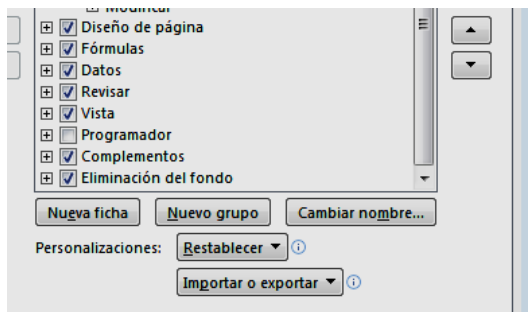 Modificar
Diseño de página
Fórmulas
Datos
Revisar
Vista
Programador
Complementos
Eliminación del fondo
Nueva ficha Nuevo grupo Cambiar nombre...
Personalizaciones: Restablecer
Importar o exportar